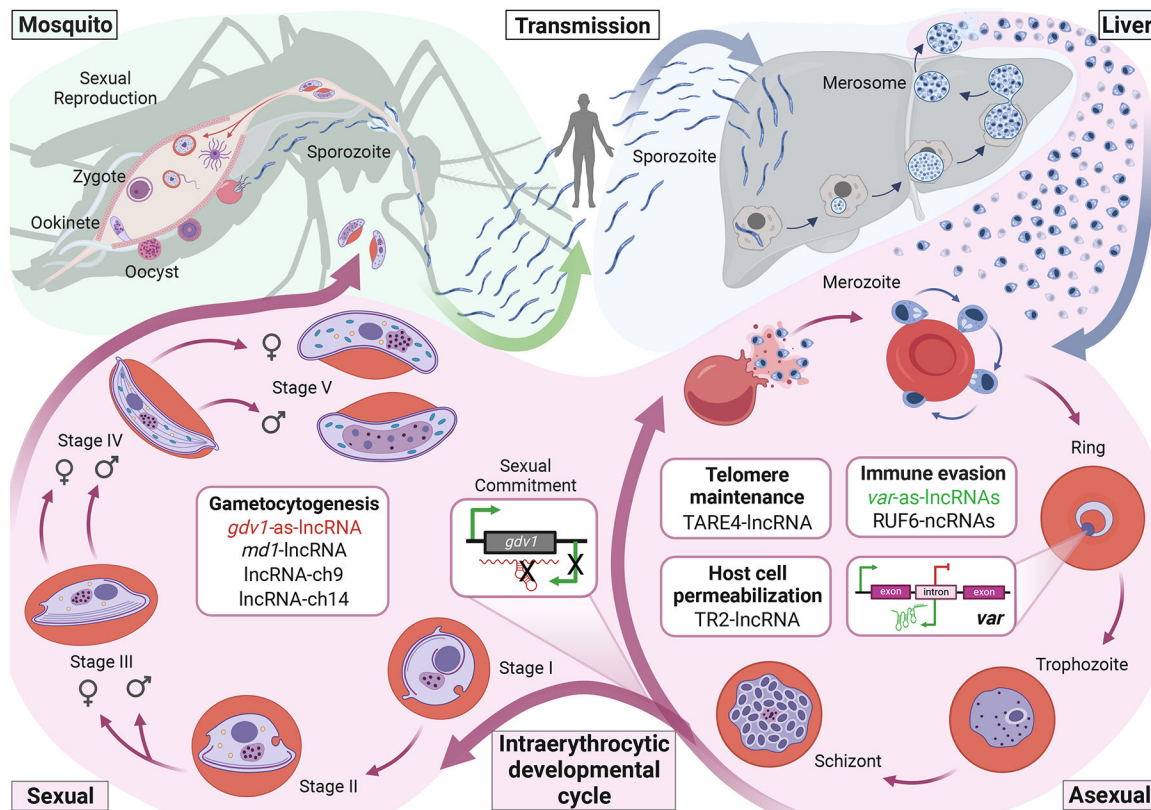 Mosquito
Transmission
Liver
Sexual
Reproduction
Sporozoite
Zygote
Ookinete
Oocyst
Sporozoite
Merosome
Merozoite
♀
Stage V
♂
Stage IV
♀ ♂
Stage III
♀ ♂
Stage II
Stage I
Gametocytogenesis
gdv1-as-lncRNA
md1-lncRNA
lncRNA-ch9
lncRNA-ch14
Sexual
Commitment
gdv1
X
X
Telomere
maintenance
TARE4-lncRNA
Immune evasion
var-as-lncRNAs
RUF6-ncRNAs
Host cell
permeabilization
TR2-lncRNA
exon intron exon
var
Ring
Trophozoite
Schizont
Sexual
Intraerythrocytic
developmental
cycle
Asexual